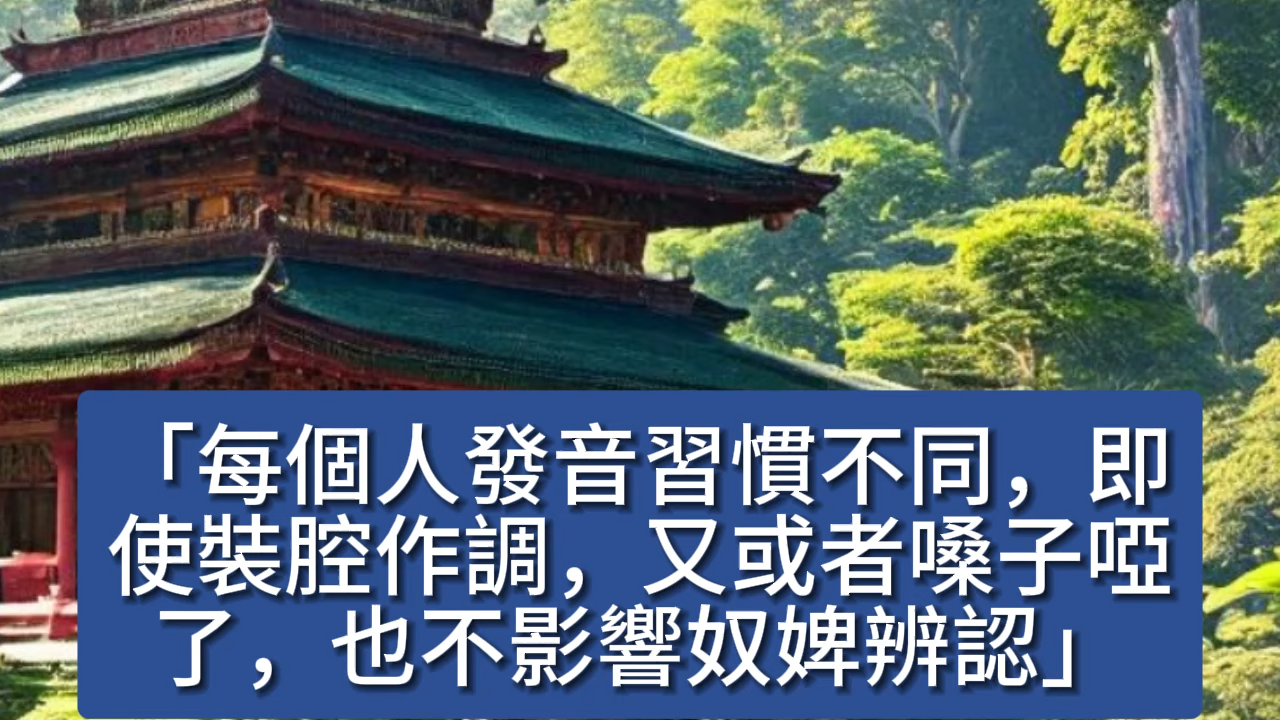 「每個人發音習慣不同，即
使裝腔作調，又或者嗓子啞
了，也不影響奴婢辨認」